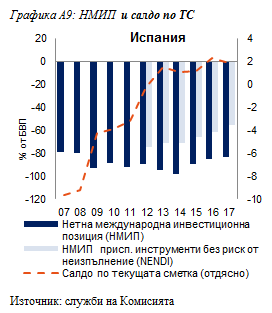 Графика A9: НМИП и салдо по ТС
Испания
% от БВП
20
0
-20
-40
-60
-80
-100
-120
4
2
0
-2
-4
-6
-8
-10
07 08 09 10 11 12 13 14 15 16 17
Нетна международна инвестиционна
позиция (НМИП)
НМИП присп. инструменти без риск от
неизпълнение (NENDI)
Салдо по текущата сметка (отдясно)
Източник: служби на Комисията